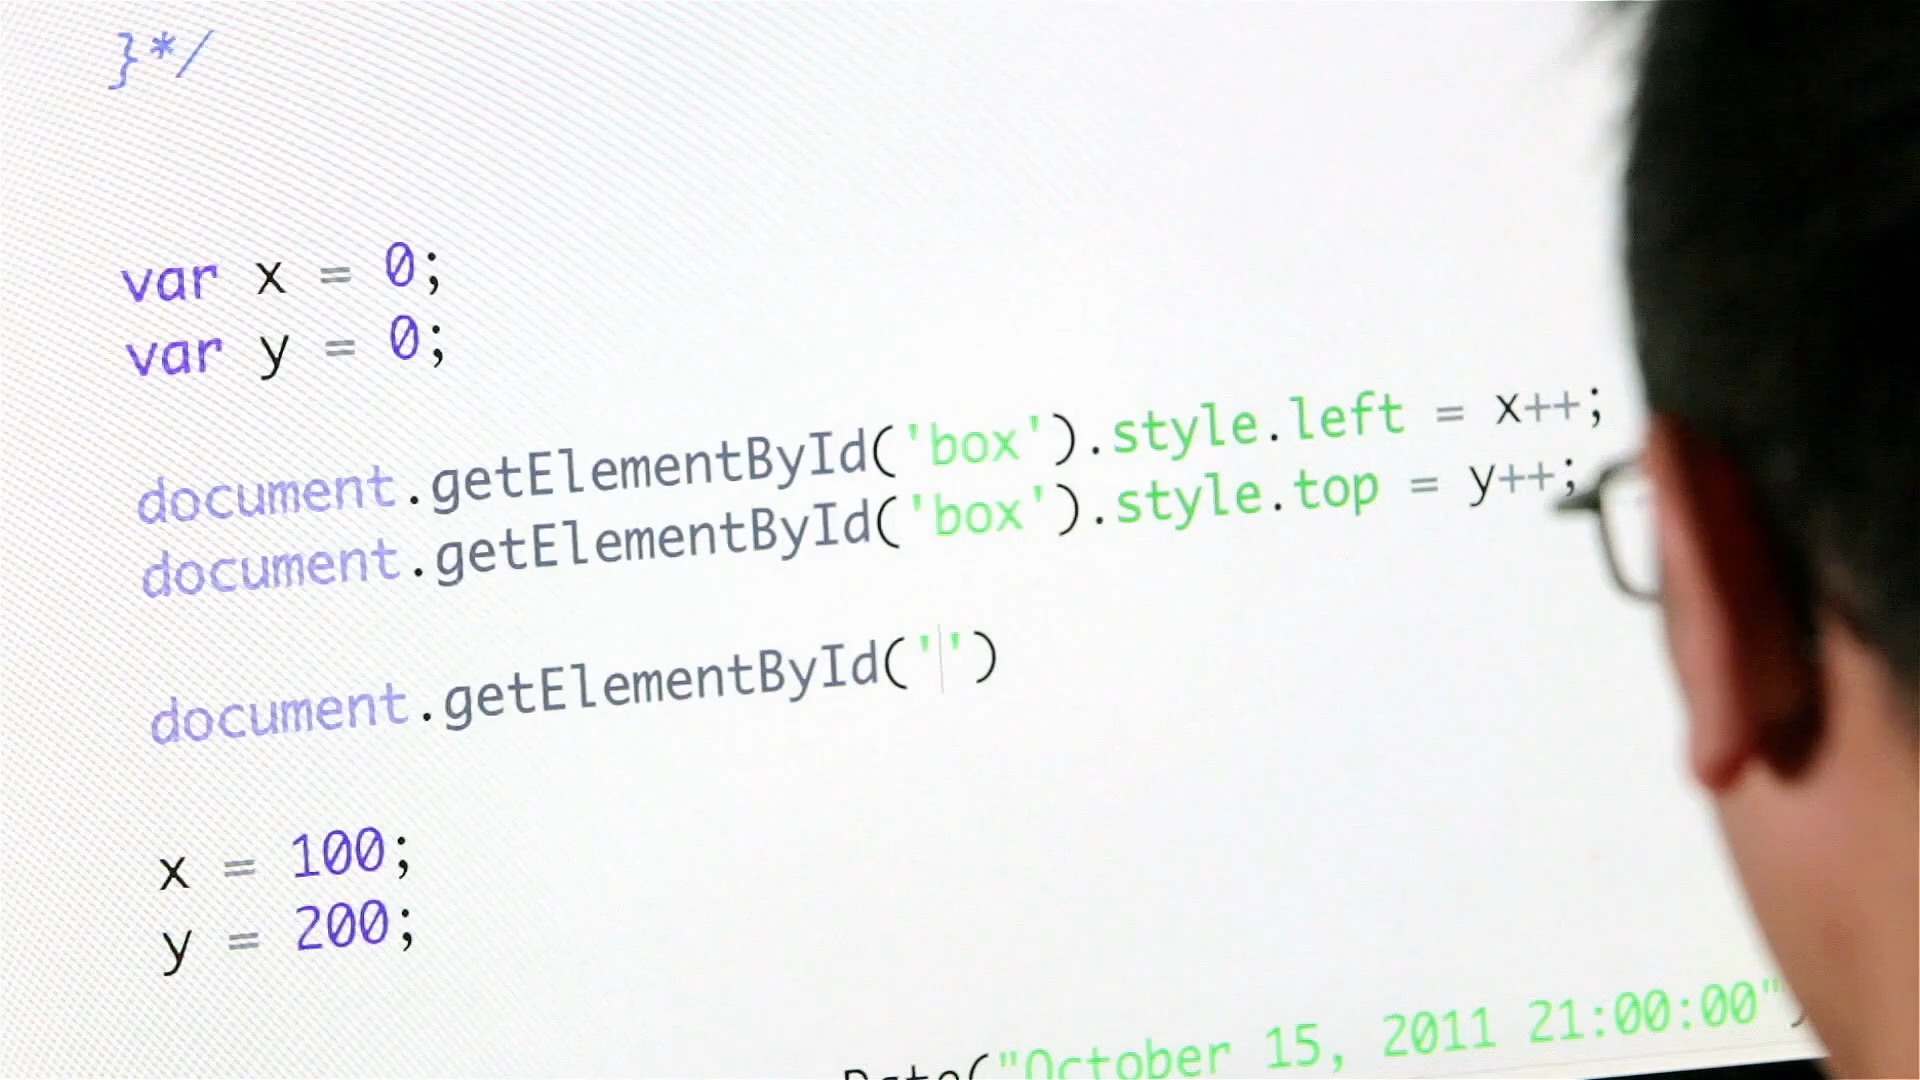 }*/
var x = 0;
var y = 0;
document.getElementById('box').style.left = x++;
document.getElementById('box').style.top = y++;
document.getElementById('')
x = 100;
y = 200;
Date("October 15, 2011 21:00:00")